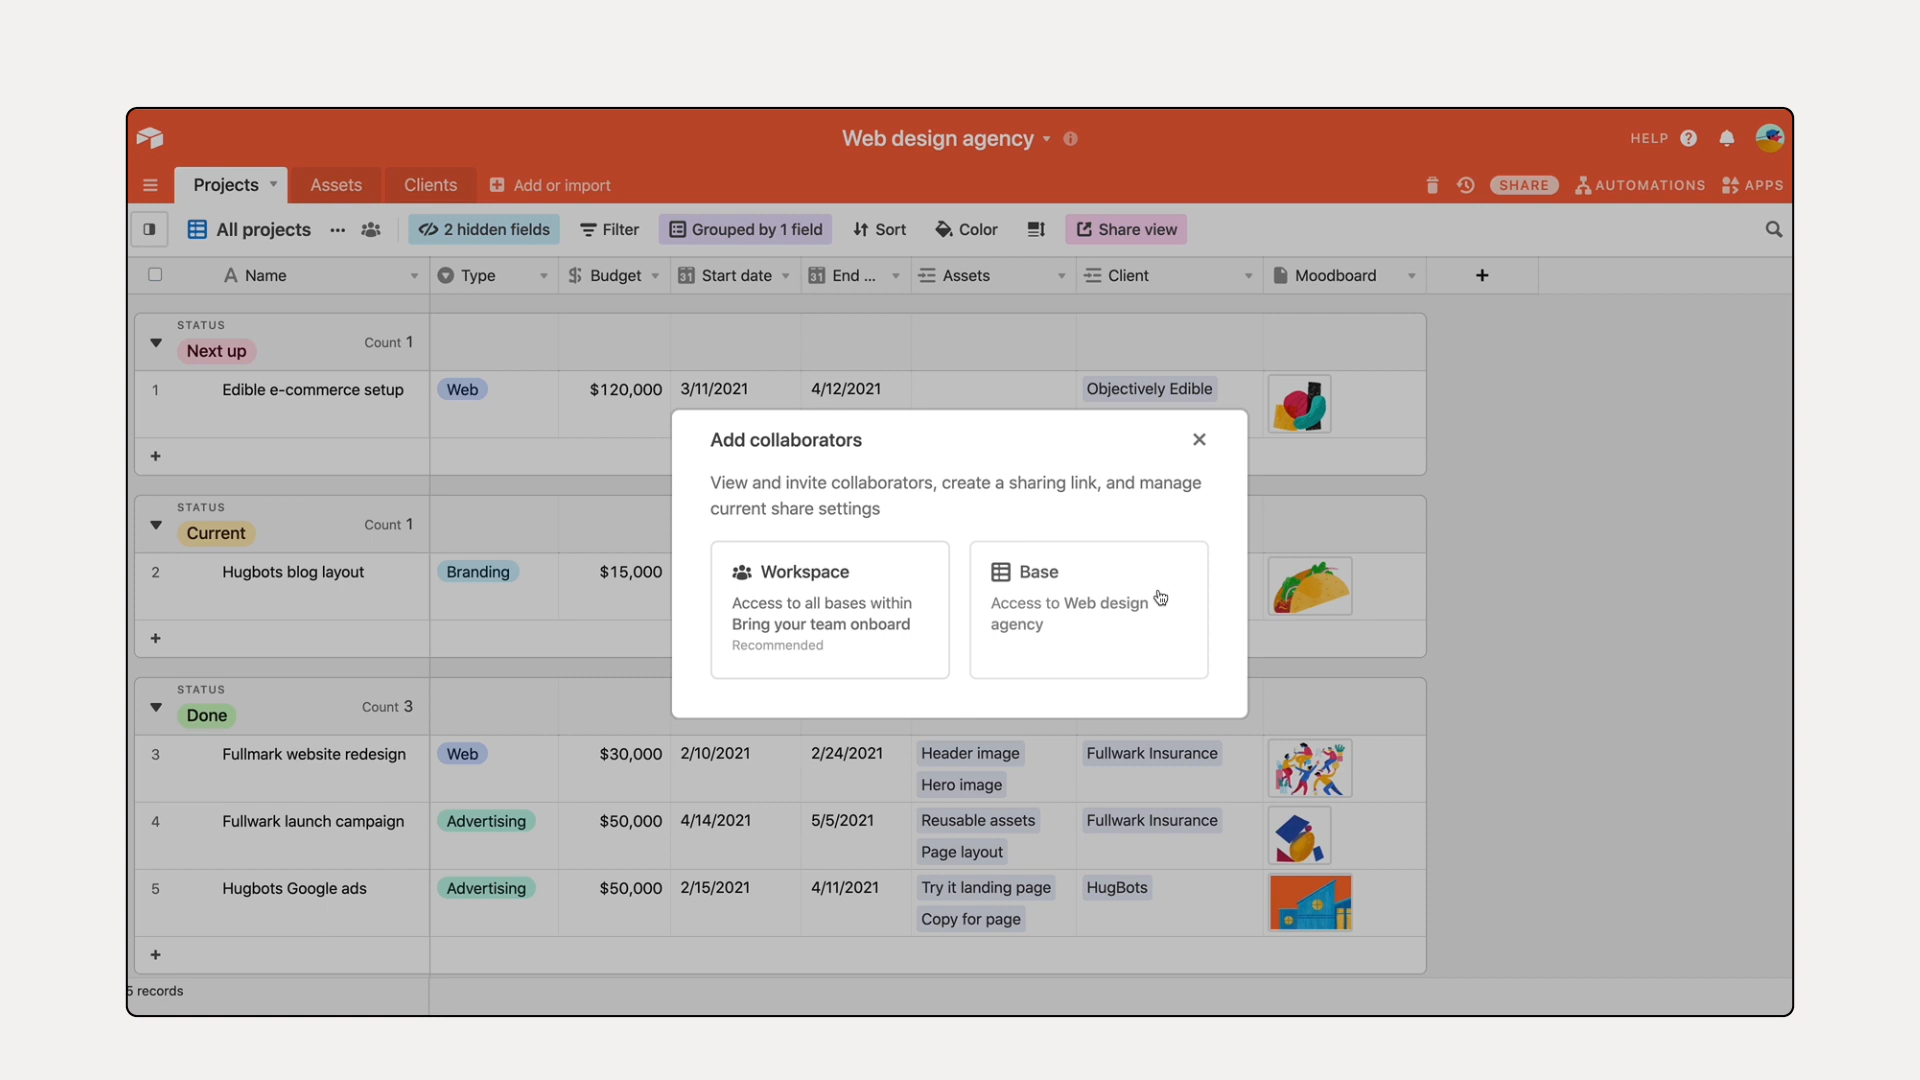 Web design agency
HELP
Projects
Assets
Clients
Add or import
SHARE
AUTOMATIONS
APPS
All projects
2 hidden fields
Filter
Grouped by 1 field
Sort
Color
Share view
Name
Type
Budget
Start date
End ...
Assets
Client
Moodboard
STATUS
Next up
Count 1
1 Edible e-commerce setup Web $120,000 3/11/2021 4/12/2021 Objectively Edible
Add collaborators
View and invite collaborators, create a sharing link, and manage
current share settings
Workspace
Access to all bases within
Bring your team onboard
Recommended
Base
Access to Web design
agency
STATUS
Current
Count 1
2 Hugbots blog layout Branding $15,000
STATUS
Done
Count 3
3 Fullmark website redesign Web $30,000 2/10/2021 2/24/2021 Header image Fullwark Insurance
Hero image
4 Fullwark launch campaign Advertising $50,000 4/14/2021 5/5/2021 Reusable assets Fullwark Insurance
Page layout
5 Hugbots Google ads Advertising $50,000 2/15/2021 4/11/2021 Try it landing page HugBots
Copy for page
5 records